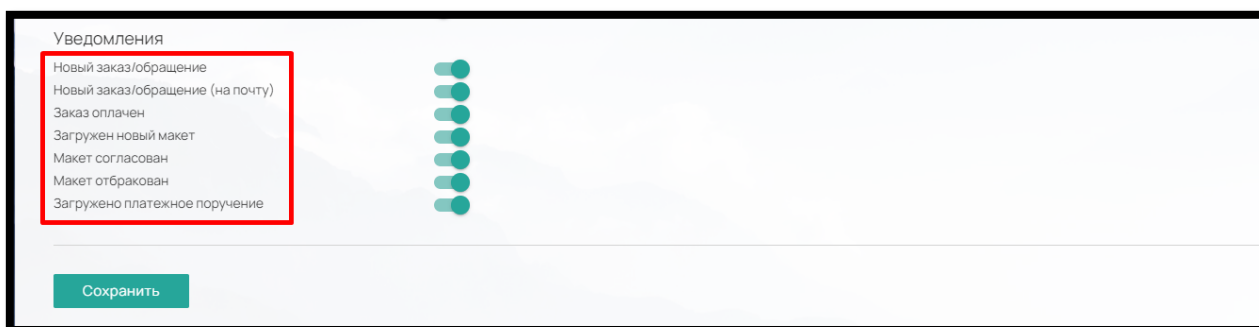 Уведомления
Новый заказ/обращение
Новый заказ/обращение (на почту)
Заказ оплачен
Загружен новый макет
Макет согласован
Макет отбракован
Загружено платежное поручение
Сохранить